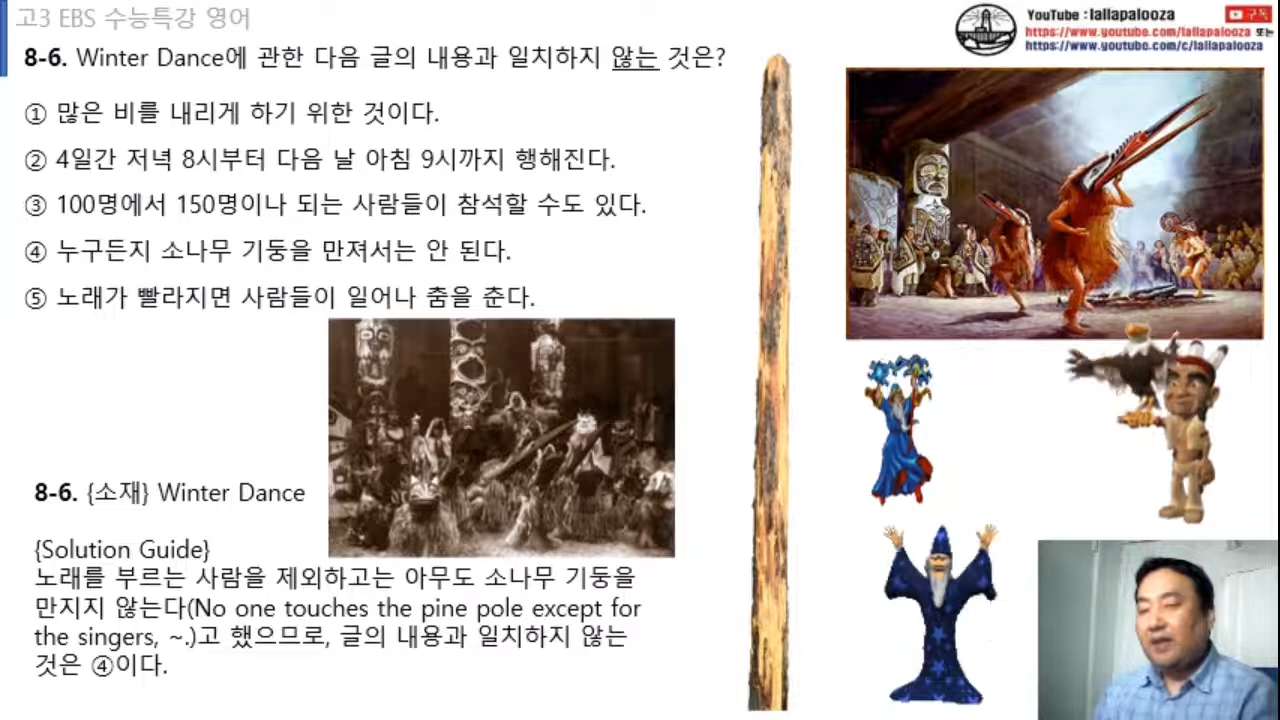 고3 EBS 수능특강 영어
YouTube : lallapalooza
구독
https://www.youtube.com/lallapalooza 또는
https://www.youtube.com/c/lallapalooza
8-6. Winter Dance에 관한 다음 글의 내용과 일치하지 않는 것은?
① 많은 비를 내리게 하기 위한 것이다.
② 4일간 저녁 8시부터 다음 날 아침 9시까지 행해진다.
③ 100명에서 150명이나 되는 사람들이 참석할 수도 있다.
④ 누구든지 소나무 기둥을 만져서는 안 된다.
⑤ 노래가 빨라지면 사람들이 일어나 춤을 춘다.
8-6. {소재} Winter Dance
{Solution Guide}
노래를 부르는 사람을 제외하고는 아무도 소나무 기둥을
만지지 않는다(No one touches the pine pole except for
the singers, ~.)고 했으므로, 글의 내용과 일치하지 않는
것은 ④이다.